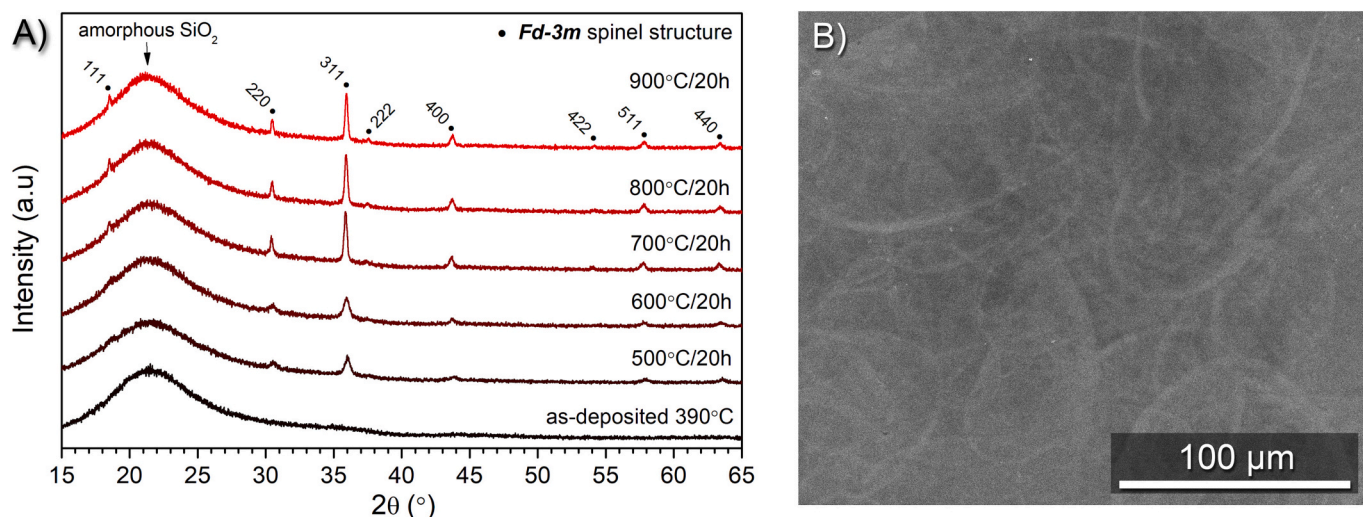 A)
amorphous SiO₂
• Fd-3m spinel structure
111
220
311
222
400
422
511
440
900°C/20h
800°C/20h
700°C/20h
600°C/20h
500°C/20h
as-deposited 390°C
Intensity (a.u)
15 20 25 30 35 40 45 50 55 60 65
2θ (°)
B)
100 µm